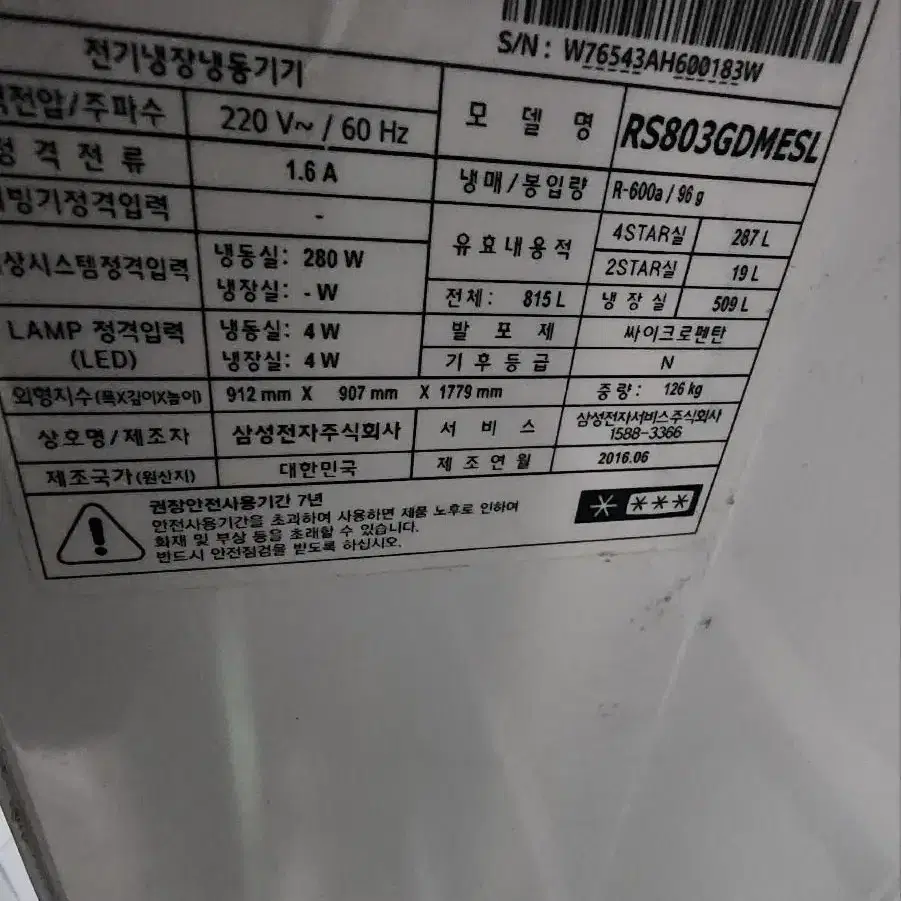 S/N : W76543AH600183W
전기냉장냉동기기
격전압/주파수 220 V~ / 60 Hz
정 격 전 류 1.6 A
밍기정격입력 -
상시스템정격입력 냉동실: 280 W
냉장실: - W
LAMP 정격입력 (LED) 냉동실: 4 W
냉장실: 4 W
외형치수(폭X깊이X높이) 912 mm X 907 mm X 1779 mm
상호명/제조자 삼성전자주식회사
제조국가(원산지) 대한민국
모 델 명 RS803GDMESL
냉매/봉입량 R-600a / 96 g
유효내용적 4STAR실 287 L
2STAR실 19 L
전체: 815 L 냉 장 실 509 L
발 포 제 싸이크로펜탄
기후등급 N
중량: 126 kg
서 비 스 삼성전자서비스주식회사
1588-3366
제조연월 2016.06
권장안전사용기간 7년
안전사용기간을 초과하여 사용하면 제품 노후로 인하여
화재 및 부상 등을 초래할 수 있습니다.
반드시 안전점검을 받도록 하십시오.